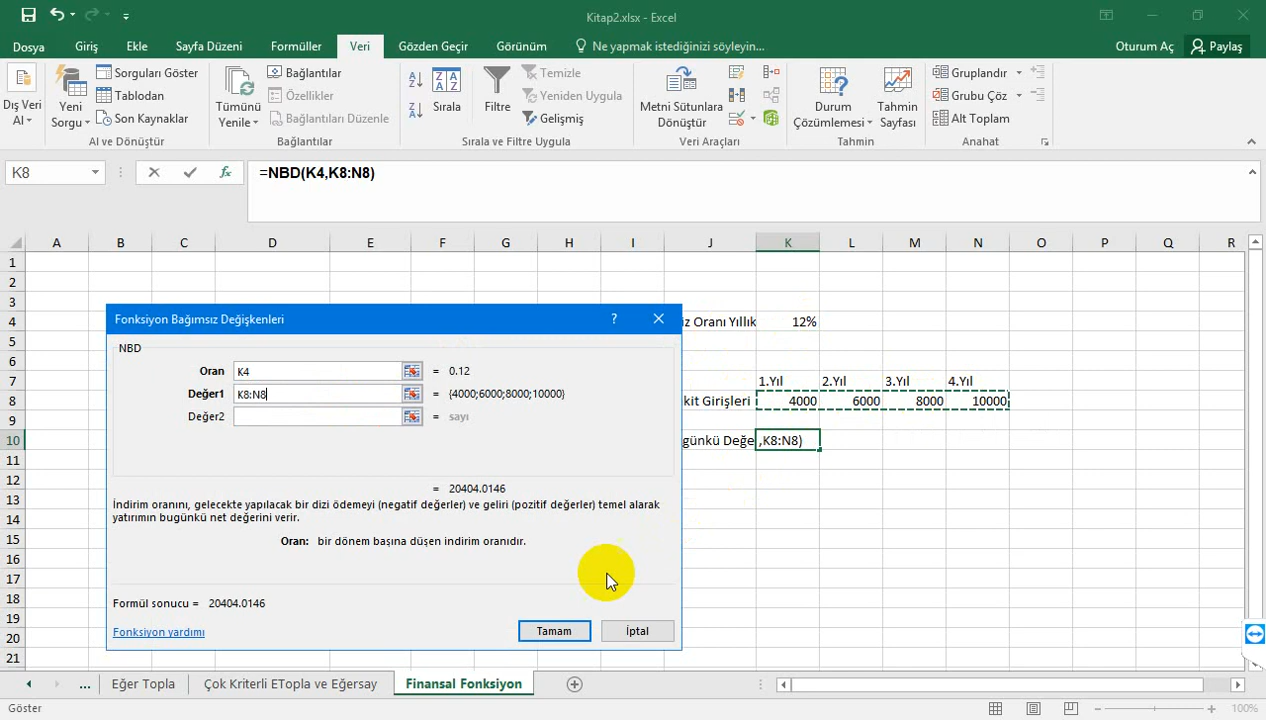 Kitap2.xlsx - Excel
Dosya Giriş Ekle Sayfa Düzeni Formüller Veri Gözden Geçir Görünüm Ne yapmak istediğinizi söyleyin... Oturum Aç Paylaş
Dış Veri Al
Yeni Sorgu
Sorguları Göster
Tablodan
Son Kaynaklar
Al ve Dönüştür
Tümünü Yenile
Bağlantılar
Özellikler
Bağlantıları Düzenle
Bağlantılar
Sırala
Filtre
Temizle
Yeniden Uygula
Gelişmiş
Sırala ve Filtre Uygula
Metni Sütunlara Dönüştür
Veri Araçları
Durum Çözümlemesi
Tahmin Sayfası
Tahmin
Gruplandır
Grubu Çöz
Alt Toplam
Anahat
K8 fx =NBD(K4,K8:N8)
A B C D E F G H I J K L M N O P Q R
1
2
3
4 iz Oranı Yıllık 12%
5
6
7 1.Yıl 2.Yıl 3.Yıl 4.Yıl
8 kit Girişleri 4000 6000 8000 10000
9
10 günkü Değe ,K8:N8)
11
12
13
14
15
16
17
18
19
20
21
Fonksiyon Bağımsız Değişkenleri ?
NBD
Oran K4 = 0.12
Değer1 K8:N8 = {4000;6000;8000;10000}
Değer2 = sayı
= 20404.0146
İndirim oranını, gelecekte yapılacak bir dizi ödemeyi (negatif değerler) ve geliri (pozitif değerler) temel alarak
yatırımın bugünkü net değerini verir.
Oran: bir dönem başına düşen indirim oranıdır.
Formül sonucu = 20404.0146
Fonksiyon yardımı Tamam İptal
... Eğer Topla Çok Kriterli ETopla ve Eğersay Finansal Fonksiyon
Göster 100%